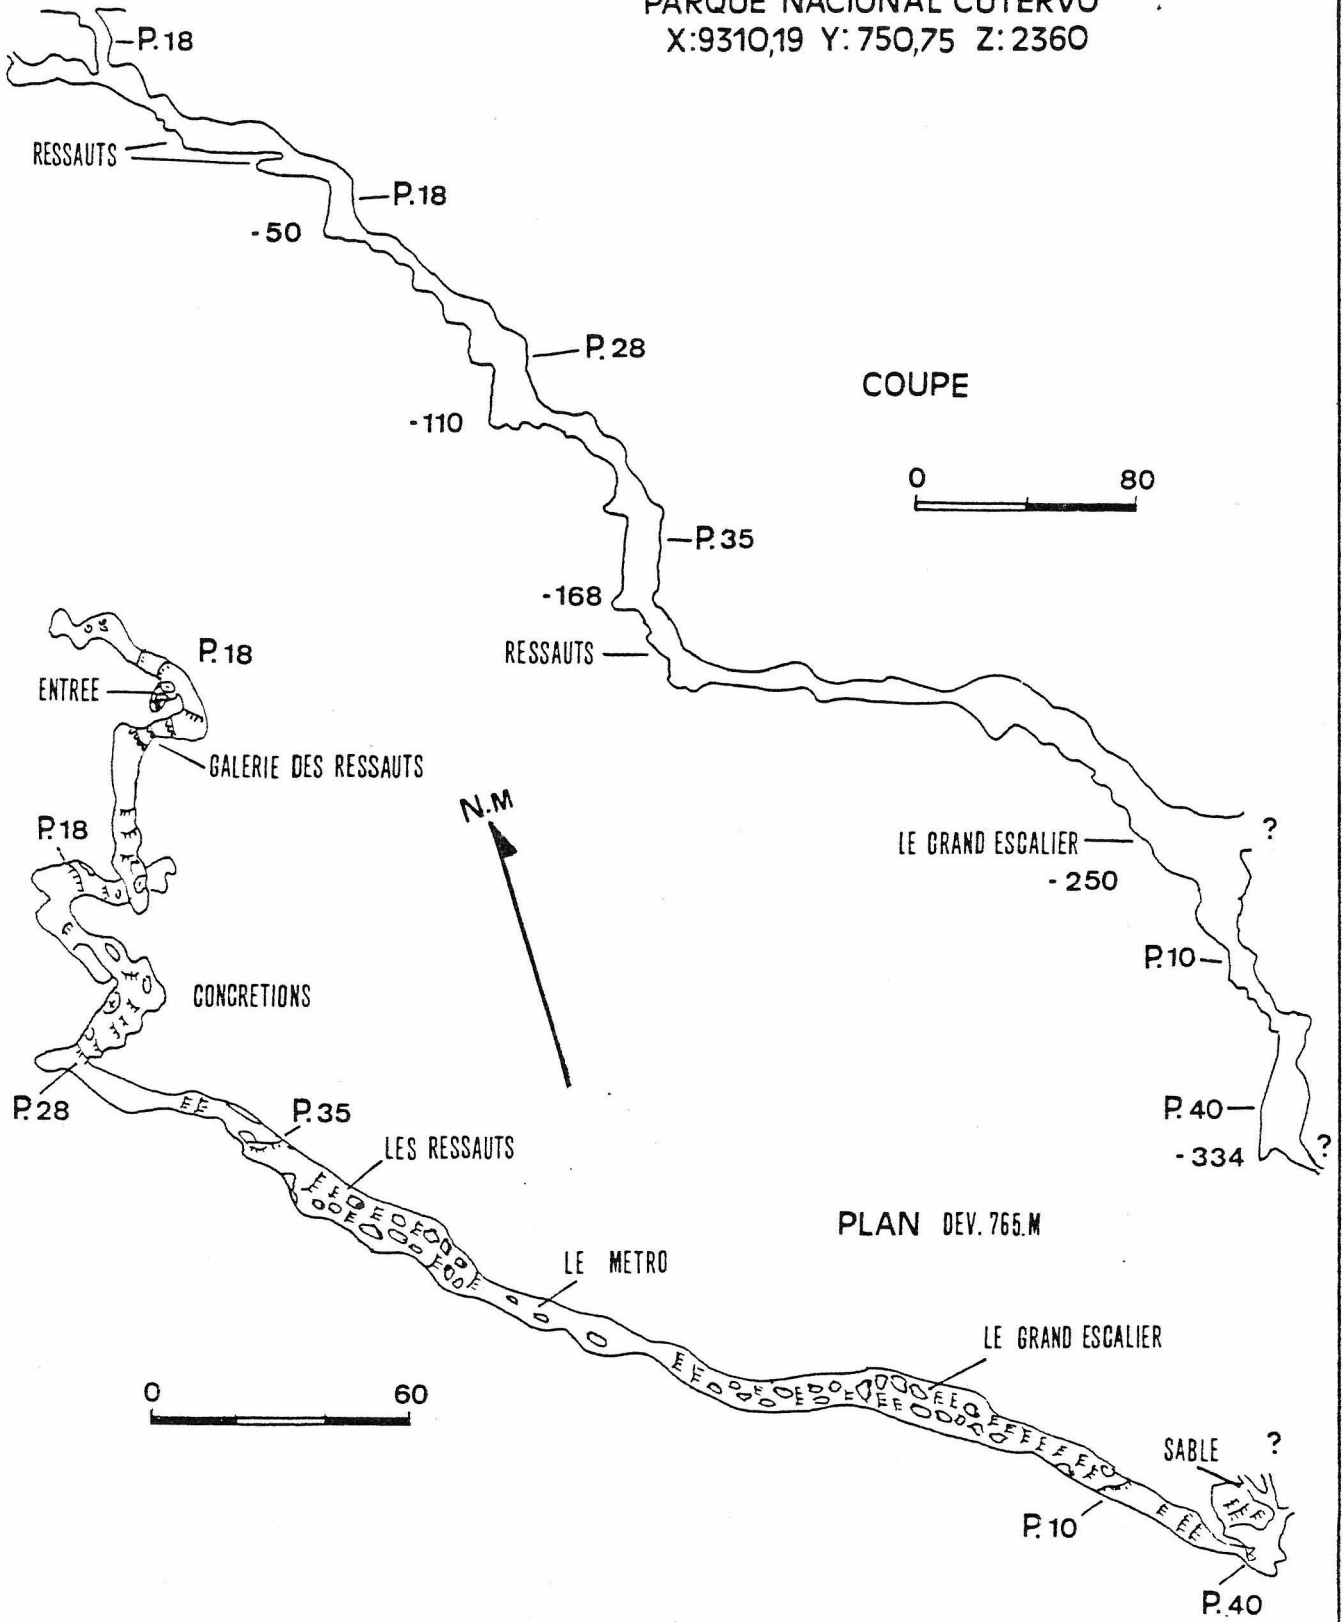 PARQUE NACIONAL CUTERVO
X:9310,19 Y:750,75 Z:2360
P.18
RESSAUTS
P.18
-50
P.28
COUPE
-110
0 80
P.35
-168
RESSAUTS
P.18
ENTREE
GALERIE DES RESSAUTS
N.M
P.18
?
LE GRAND ESCALIER
-250
P.10
CONCRETIONS
P.28
P.35
P.40
LES RESSAUTS
-334
?
PLAN DEV. 765.M
LE METRO
LE GRAND ESCALIER
0 60
SABLE
?
P.10
P.40